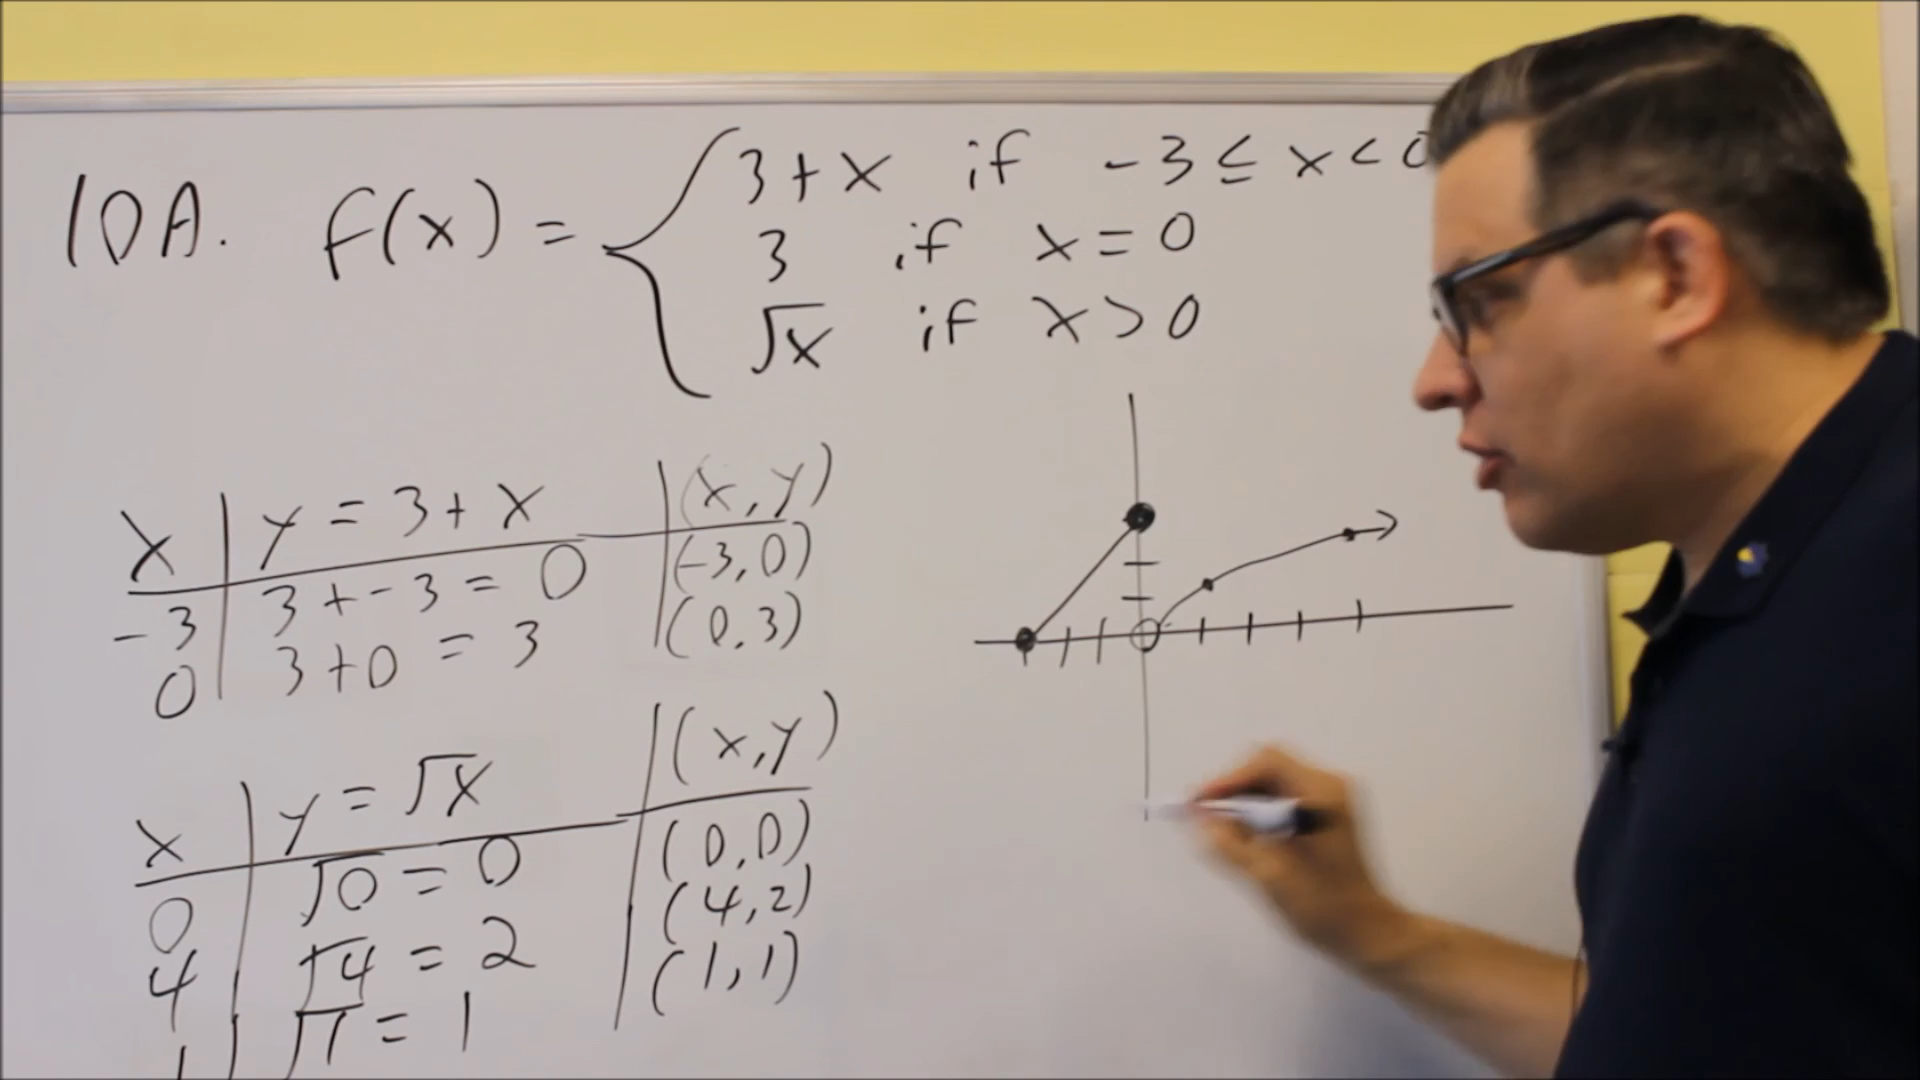 10A. f(x) = { 3 + x if -3 ≤ x < 0
3 if x = 0
√x if x > 0
x | y = 3 + x | (x, y)
-3 | 3 + -3 = 0 | (-3, 0)
0 | 3 + 0 = 3 | (0, 3)
x | y = √x | (x, y)
0 | √0 = 0 | (0, 0)
4 | √4 = 2 | (4, 2)
1 | √1 = 1 | (1, 1)